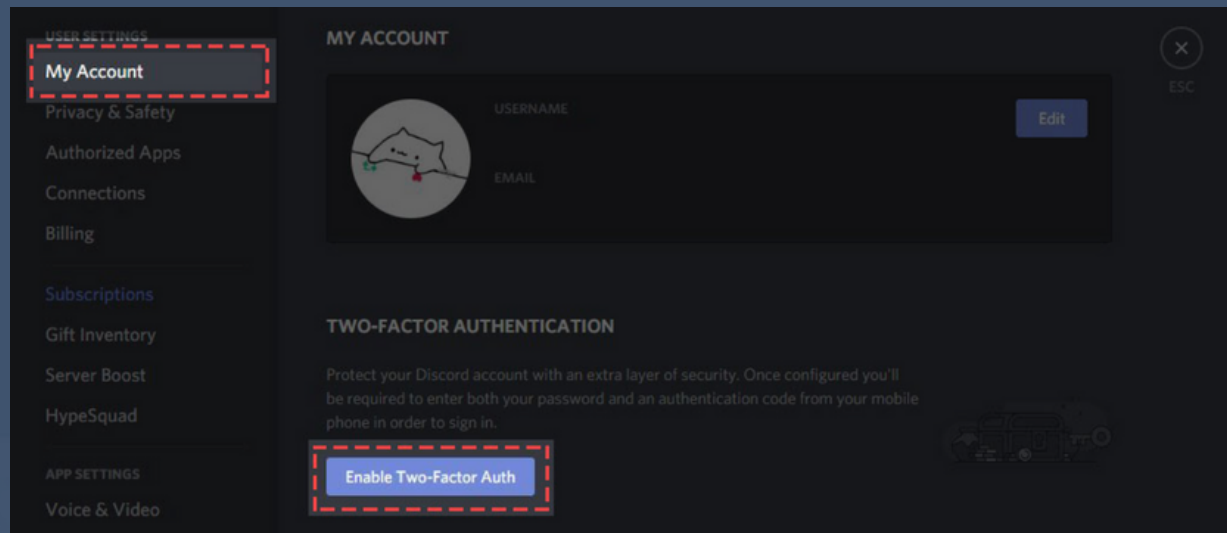 USER SETTINGS
My Account
Privacy & Safety
Authorized Apps
Connections
Billing
Subscriptions
Gift Inventory
Server Boost
HypeSquad
APP SETTINGS
Voice & Video
MY ACCOUNT
USERNAME
Edit
EMAIL
ESC
TWO-FACTOR AUTHENTICATION
Protect your Discord account with an extra layer of security. Once configured you'll
be required to enter both your password and an authentication code from your mobile
phone in order to sign in.
Enable Two-Factor Auth